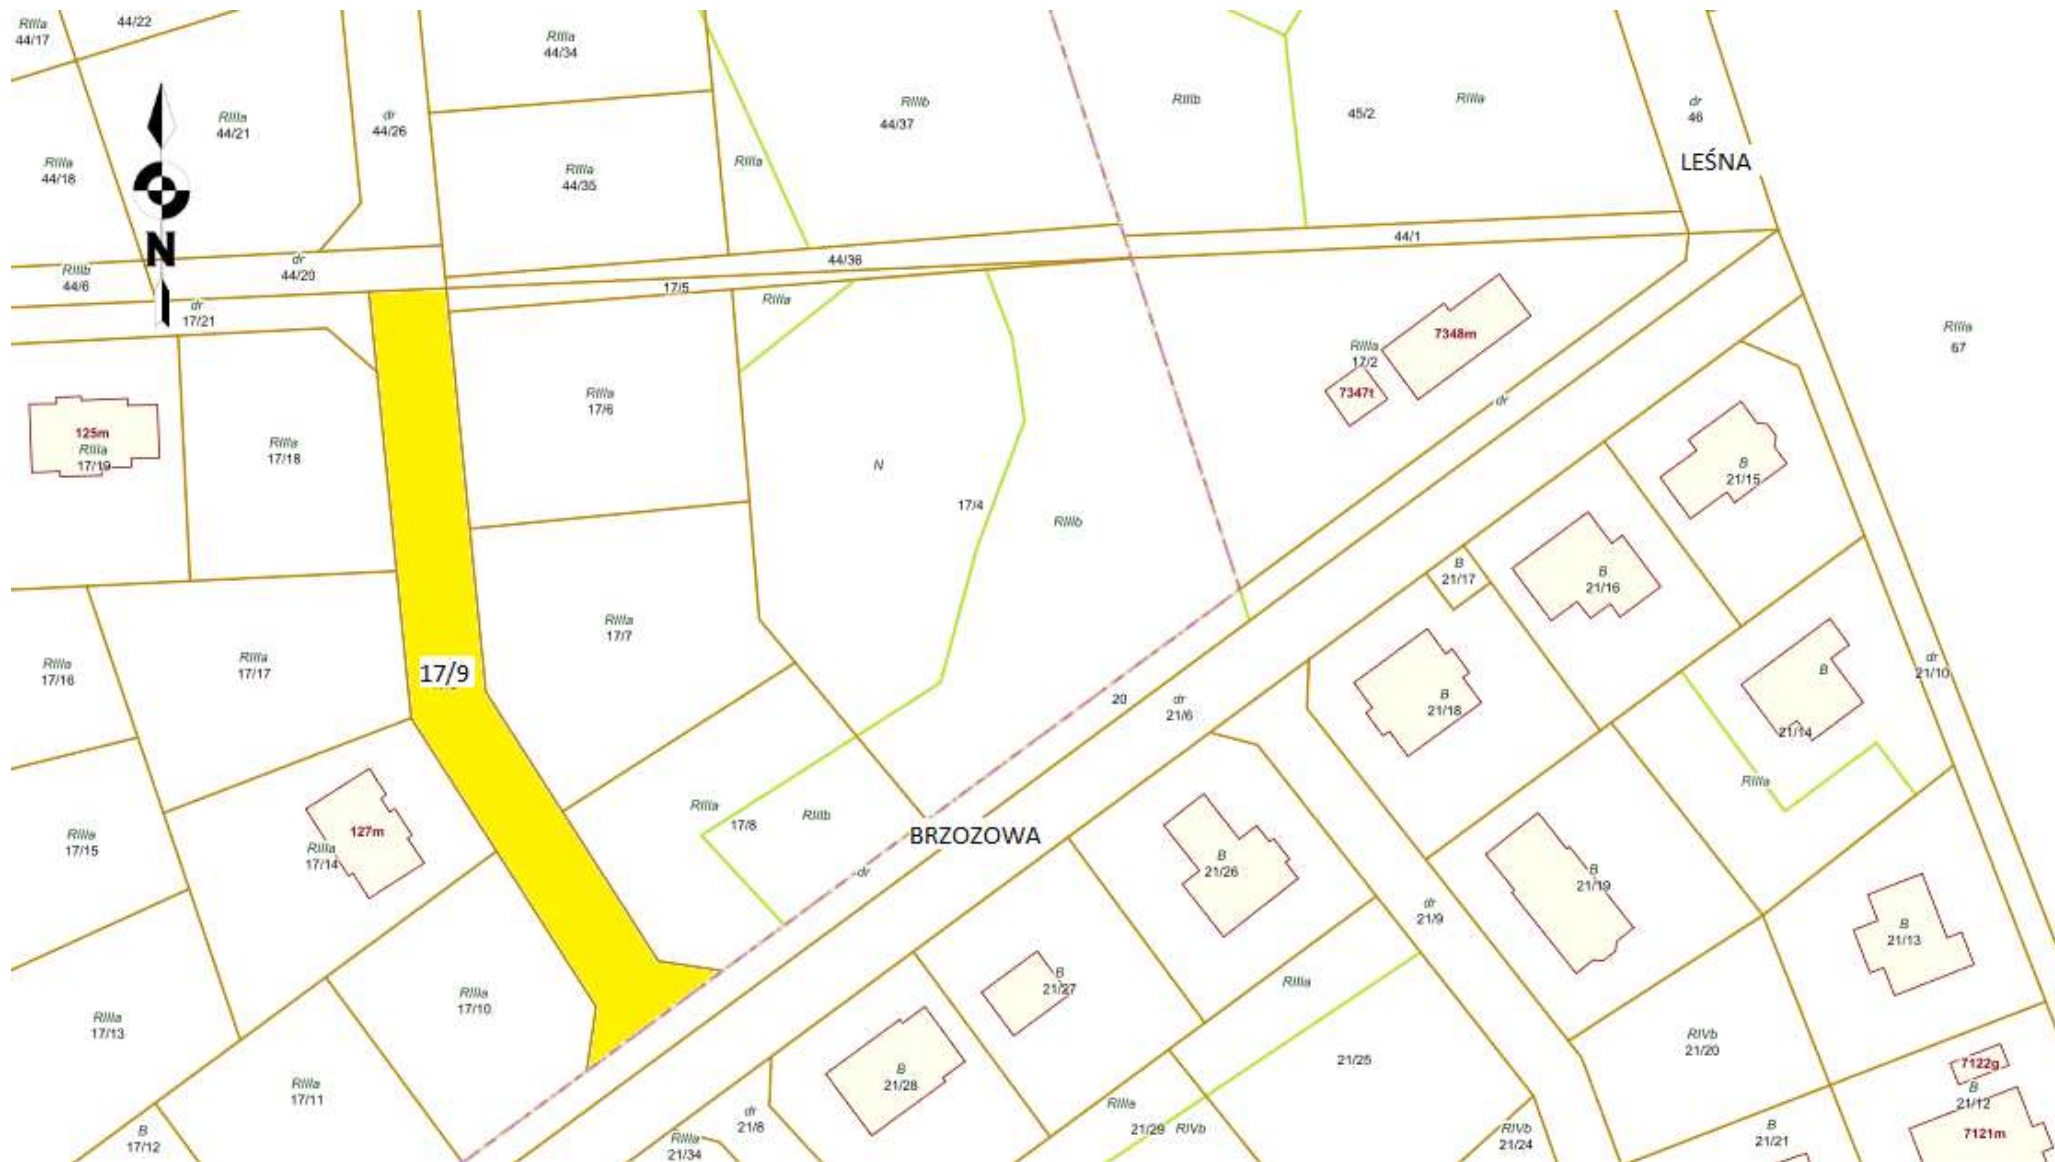 RIIIa
44/17
44/22
RIIIa
44/34
RIIIa
44/21
dr
44/26
RIIIb
44/37
RIIIb
45/2
RIIIa
dr
46
LEŚNA
RIIIa
44/18
RIIIa
44/35
RIIIa
N
RIIIb
44/6
dr
44/20
44/36
44/1
dr
17/21
17/5
RIIIa
RIIIa
67
7348m
RIIIa
17/2
7347t
RIIIa
17/6
dr
125m
RIIIa
17/19
RIIIa
17/18
N
17/4
RIIIb
B
21/15
B
21/17
B
21/16
RIIIa
17/7
RIIIa
17/16
RIIIa
17/17
17/9
20
dr
21/6
B
21/18
B
21/14
dr
21/10
RIIIa
RIIIa
17/15
127m
RIIIa
17/14
RIIIa
17/8
RIIIb
BRZOZOWA
dr
B
21/26
B
21/19
dr
21/9
B
21/13
RIIIa
17/13
RIIIa
17/10
B
21/27
RIIIa
RIVb
21/20
21/25
RIIIa
17/11
B
21/28
7122g
B
21/12
7121m
B
17/12
dr
21/8
RIIIa
21/34
RIIIa
21/29
RIVb
RIVb
21/24
B
21/21